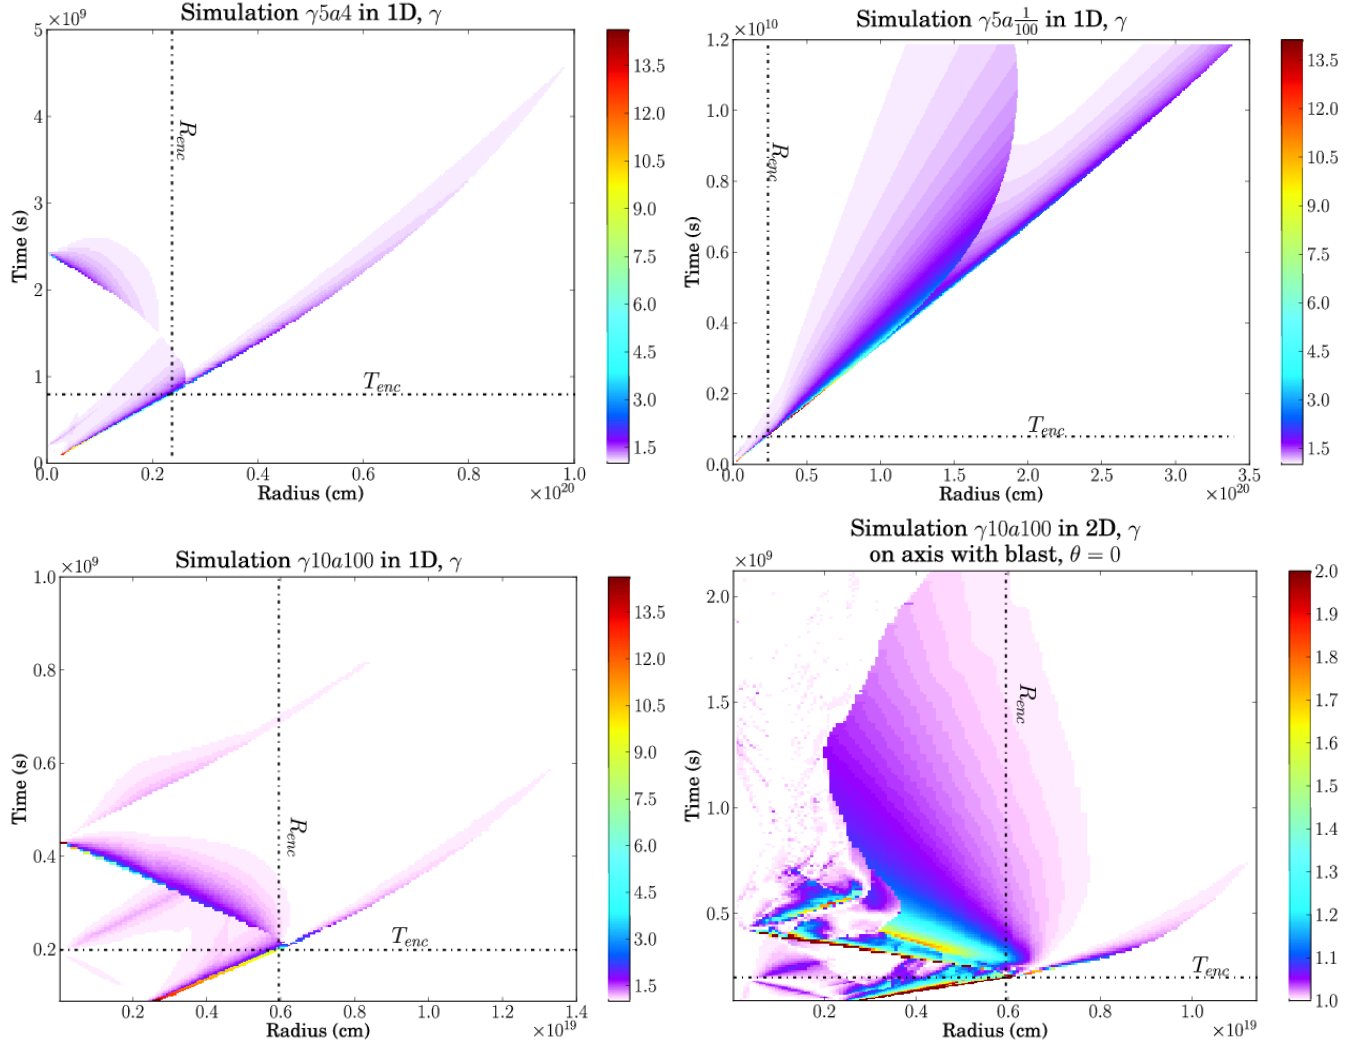 Simulation γ5a4 in 1D, γ
×10⁹
5
4
3
2
1
0
Time (s)
R_enc
T_enc
0.0 0.2 0.4 0.6 0.8 1.0
Radius (cm)
×10²⁰
13.5
12.0
10.5
9.0
7.5
6.0
4.5
3.0
1.5
Simulation γ5a1/100 in 1D, γ
×10¹⁰
1.2
1.0
0.8
0.6
0.4
0.2
0.0
Time (s)
R_enc
T_enc
0.0 0.5 1.0 1.5 2.0 2.5 3.0 3.5
Radius (cm)
×10²⁰
13.5
12.0
10.5
9.0
7.5
6.0
4.5
3.0
1.5
Simulation γ10a100 in 1D, γ
×10⁹
1.0
0.8
0.6
0.4
0.2
Time (s)
R_enc
T_enc
0.2 0.4 0.6 0.8 1.0 1.2 1.4
Radius (cm)
×10¹⁹
13.5
12.0
10.5
9.0
7.5
6.0
4.5
3.0
1.5
Simulation γ10a100 in 2D, γ
on axis with blast, θ = 0
×10⁹
2.0
1.5
1.0
0.5
Time (s)
R_enc
T_enc
0.2 0.4 0.6 0.8 1.0
Radius (cm)
×10¹⁹
2.0
1.9
1.8
1.7
1.6
1.5
1.4
1.3
1.2
1.1
1.0